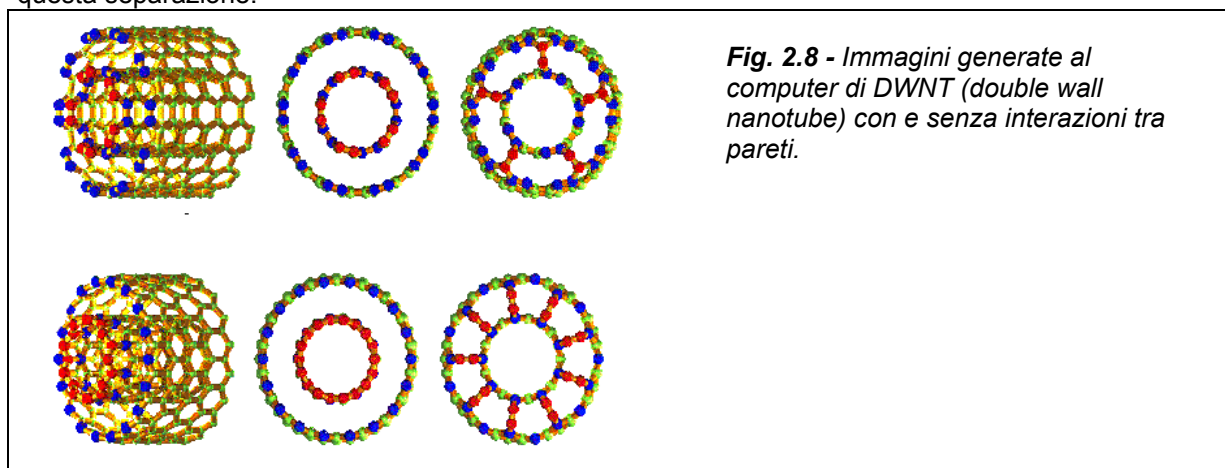 questa separazione.
Fig. 2.8 - Immagini generate al
computer di DWNT (double wall
nanotube) con e senza interazioni tra
pareti.
-